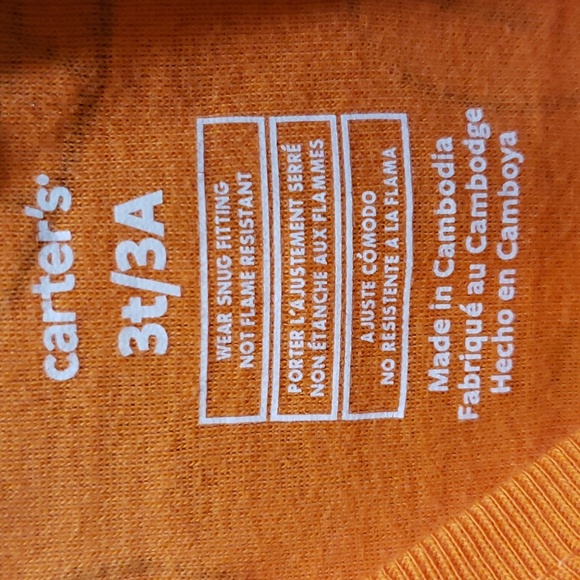 carter's
3t/3A
WEAR SNUG FITTING
NOT FLAME RESISTANT
PORTER L'AJUSTEMENT SERRÉ
NON ÉTANCHE AUX FLAMMES
AJUSTE CÓMODO
NO RESISTENTE A LA FLAMA
Made in Cambodia
Fabriqué au Cambodge
Hecho en Camboya